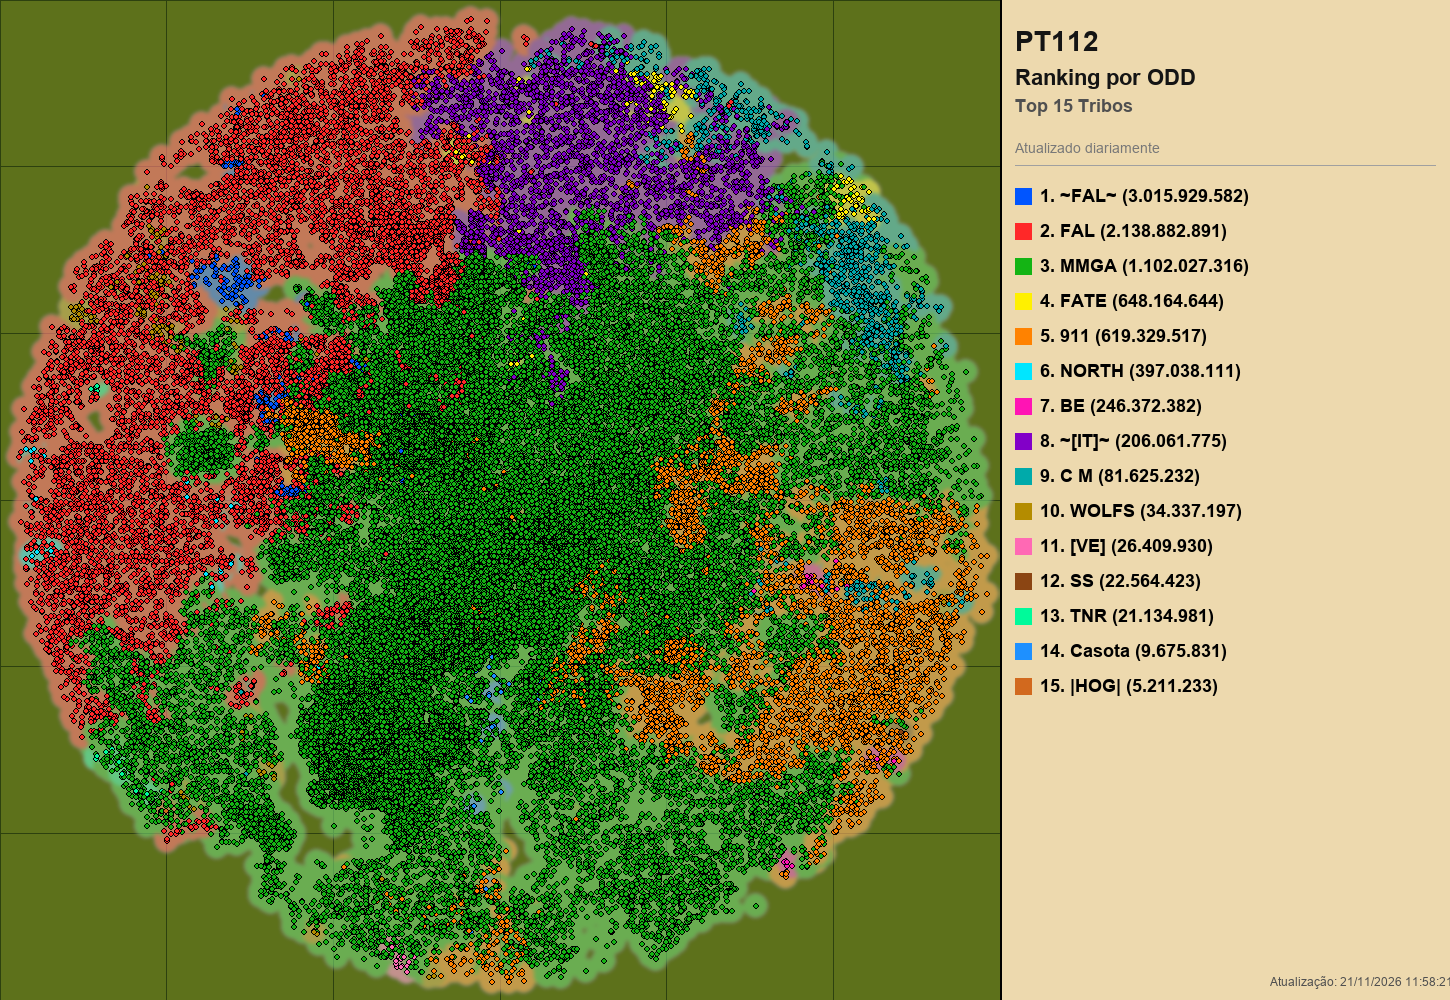 PT112
Ranking por ODD
Top 15 Tribos
Atualizado diariamente
1. ~FAL~ (3.015.929.582)
2. FAL (2.138.882.891)
3. MMGA (1.102.027.316)
4. FATE (648.164.644)
5. 911 (619.329.517)
6. NORTH (397.038.111)
7. BE (246.372.382)
8. ~[IT]~ (206.061.775)
9. C M (81.625.232)
10. WOLFS (34.337.197)
11. [VE] (26.409.930)
12. SS (22.564.423)
13. TNR (21.134.981)
14. Casota (9.675.831)
15. |HOG| (5.211.233)
Atualização: 21/11/2026 11:58:21